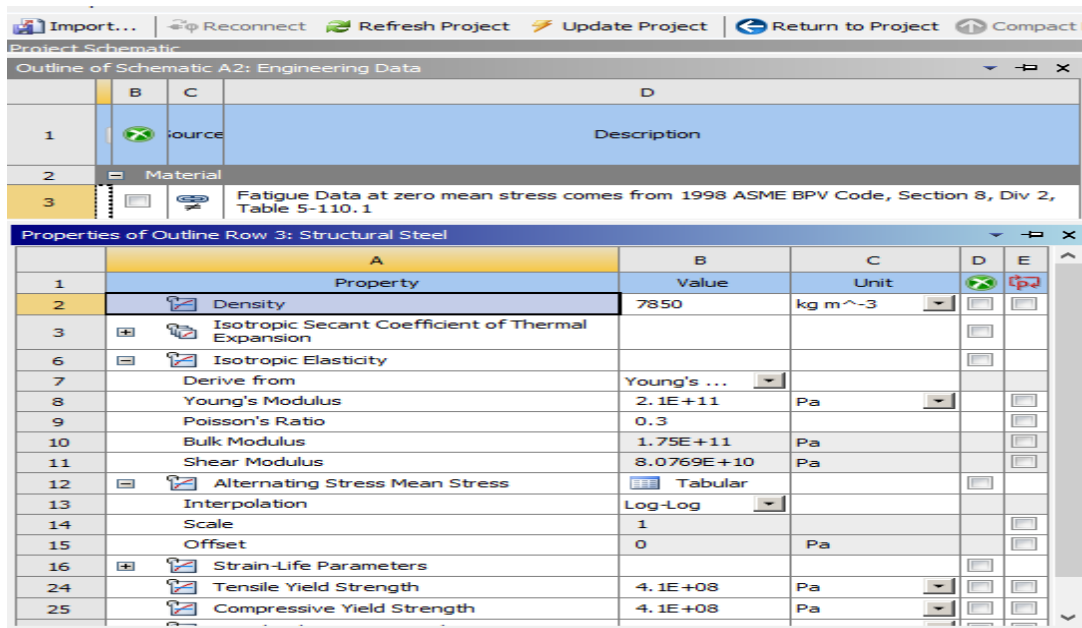 Import... Reconnect Refresh Project Update Project Return to Project Compact
Project Schematic
Outline of Schematic A2: Engineering Data
B C D
1 ource Description
2 Material
3 Fatigue Data at zero mean stress comes from 1998 ASME BPV Code, Section 8, Div 2,
Table 5-110.1
Properties of Outline Row 3: Structural Steel
A B C D E
1 Property Value Unit
2 Density 7850 kg m^-3
3 Isotropic Secant Coefficient of Thermal
Expansion
6 Isotropic Elasticity
7 Derive from Young's ...
8 Young's Modulus 2.1E+11 Pa
9 Poisson's Ratio 0.3
10 Bulk Modulus 1.75E+11 Pa
11 Shear Modulus 8.0769E+10 Pa
12 Alternating Stress Mean Stress Tabular
13 Interpolation Log-Log
14 Scale 1
15 Offset 0 Pa
16 Strain-Life Parameters
24 Tensile Yield Strength 4.1E+08 Pa
25 Compressive Yield Strength 4.1E+08 Pa